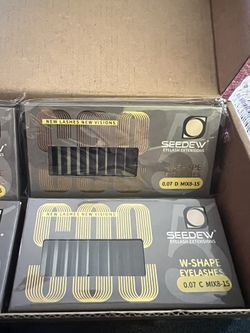 NEW LASHES NEW VISIONS
SEEDEW
EYELASH EXTENSIONS
0.07 D MIX8-15
NEW LASHES NEW VISIONS
SEEDEW
EYELASH EXTENSIONS
W-SHAPE
EYELASHES
0.07 C MIX8-15